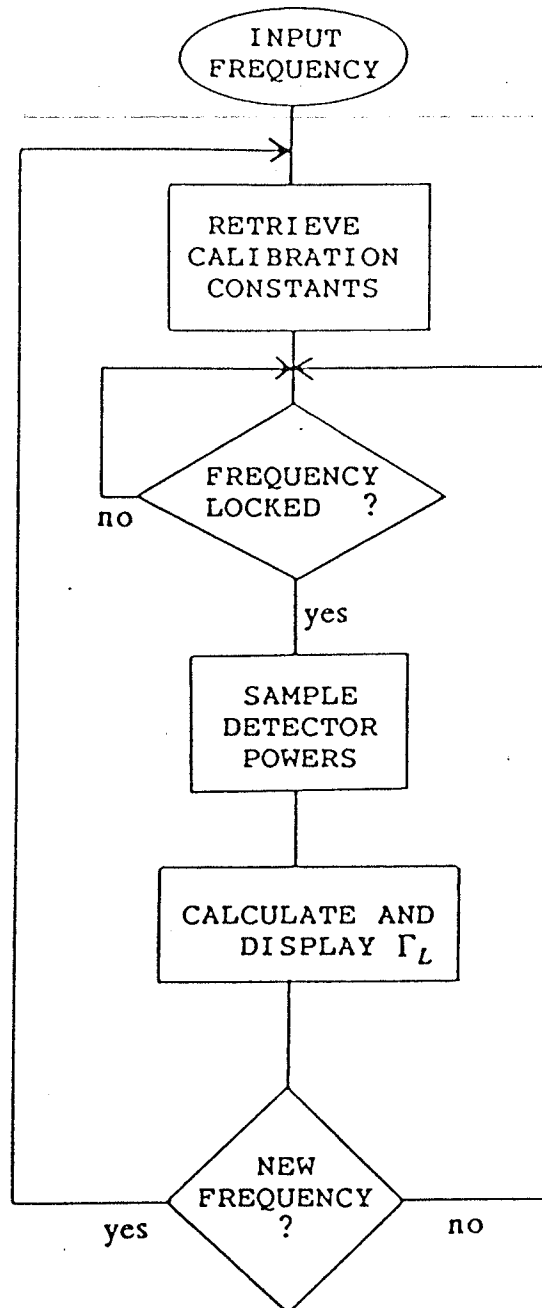 INPUT
FREQUENCY
RETRIEVE
CALIBRATION
CONSTANTS
FREQUENCY
LOCKED ?
no
yes
SAMPLE
DETECTOR
POWERS
CALCULATE AND
DISPLAY Γ_L
NEW
FREQUENCY
?
yes
no